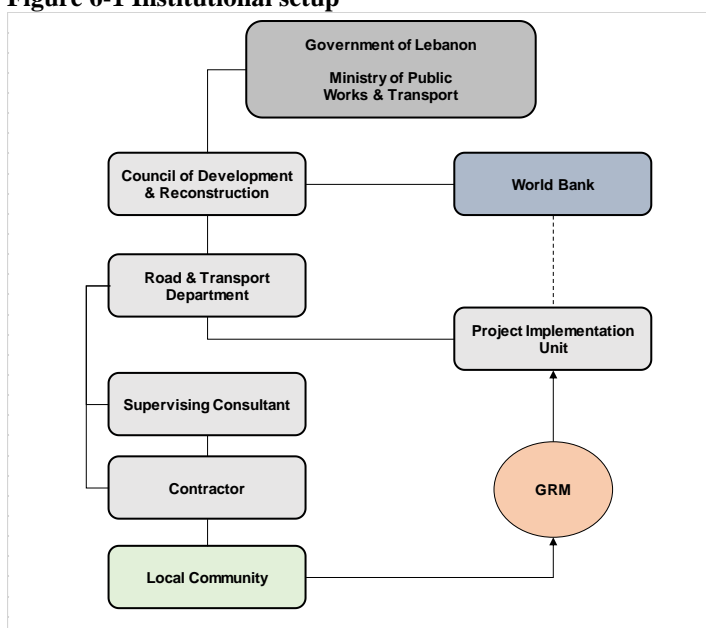 Figure 6-1 Institutional setup
Government of Lebanon
Ministry of Public
Works & Transport
Council of Development
& Reconstruction
World Bank
Road & Transport
Department
Project Implementation
Unit
Supervising Consultant
Contractor
GRM
Local Community